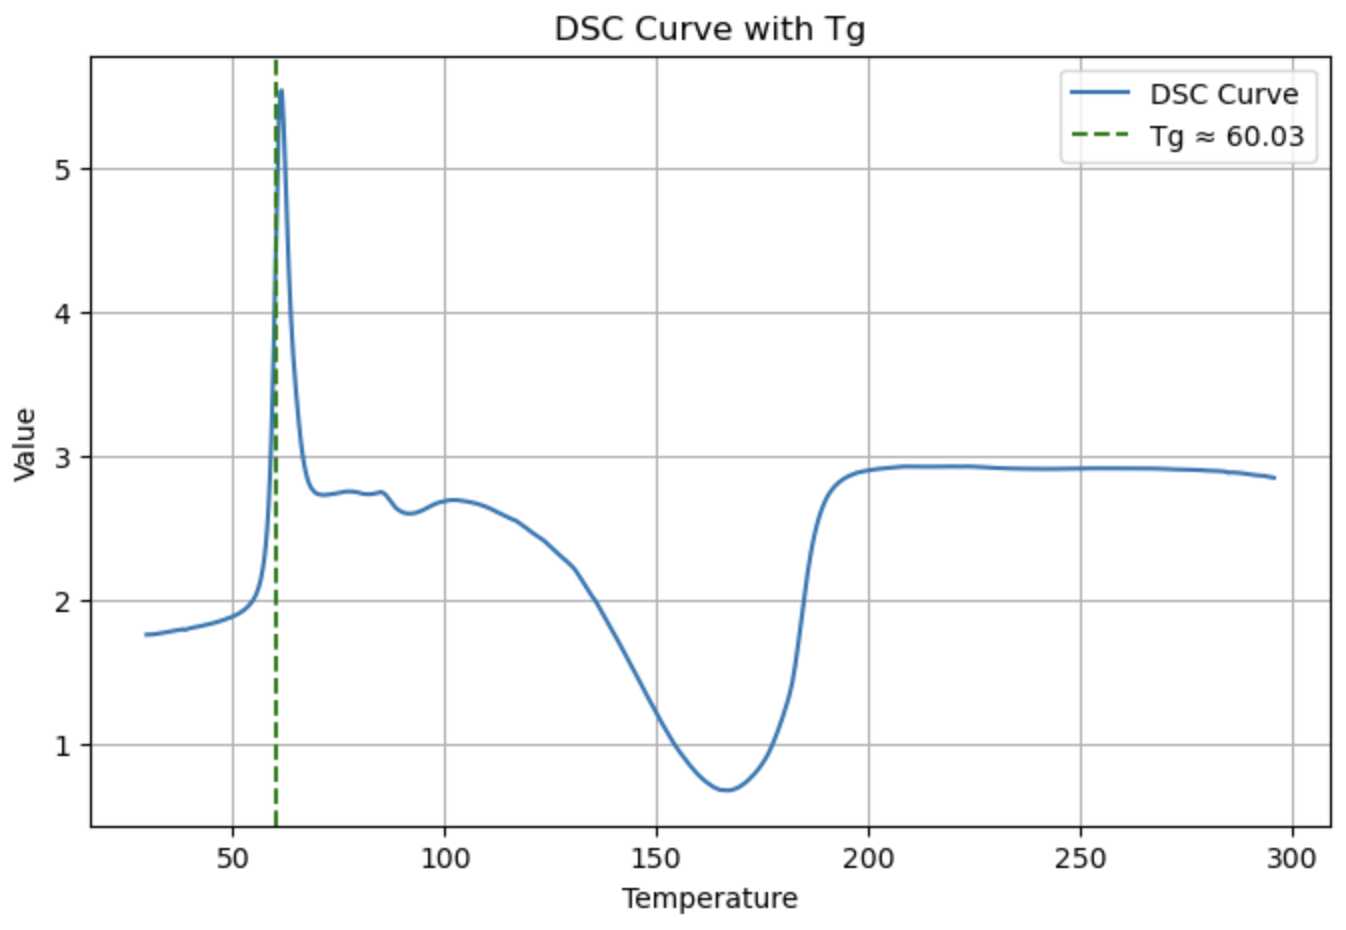 DSC Curve with Tg
DSC Curve
Tg ≈ 60.03
Value
5
4
3
2
1
50 100 150 200 250 300
Temperature